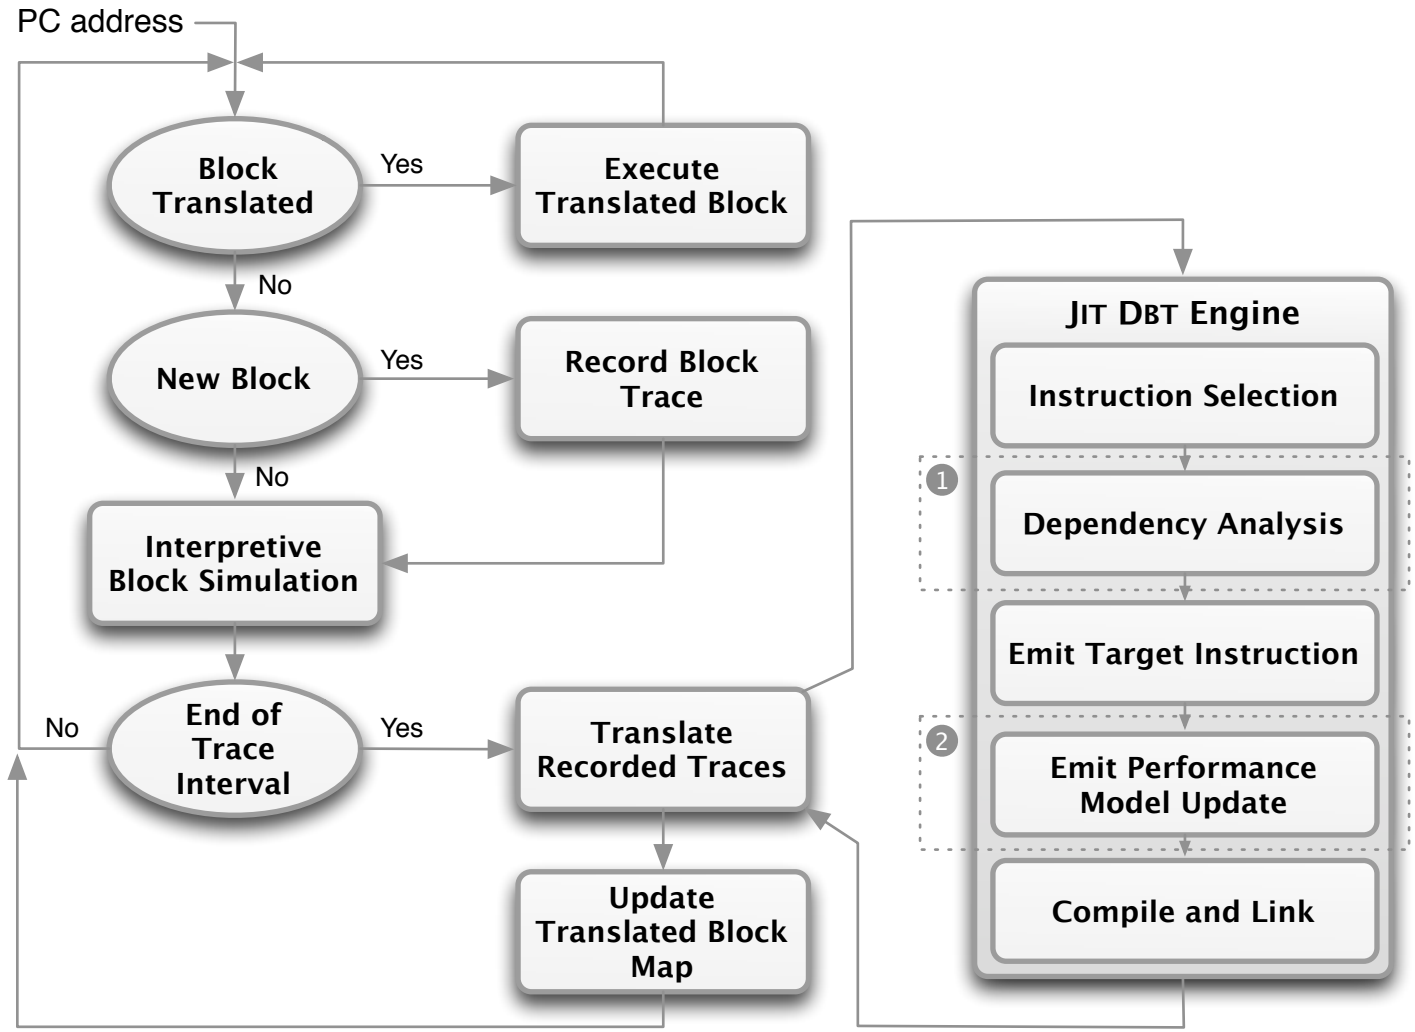 PC address
Block
Translated
Yes
Execute
Translated Block
No
New Block
Yes
Record Block
Trace
No
Interpretive
Block Simulation
End of
Trace
Interval
No
Yes
Translate
Recorded Traces
Update
Translated Block
Map
JIT DBT Engine
Instruction Selection
1
Dependency Analysis
Emit Target Instruction
2
Emit Performance
Model Update
Compile and Link